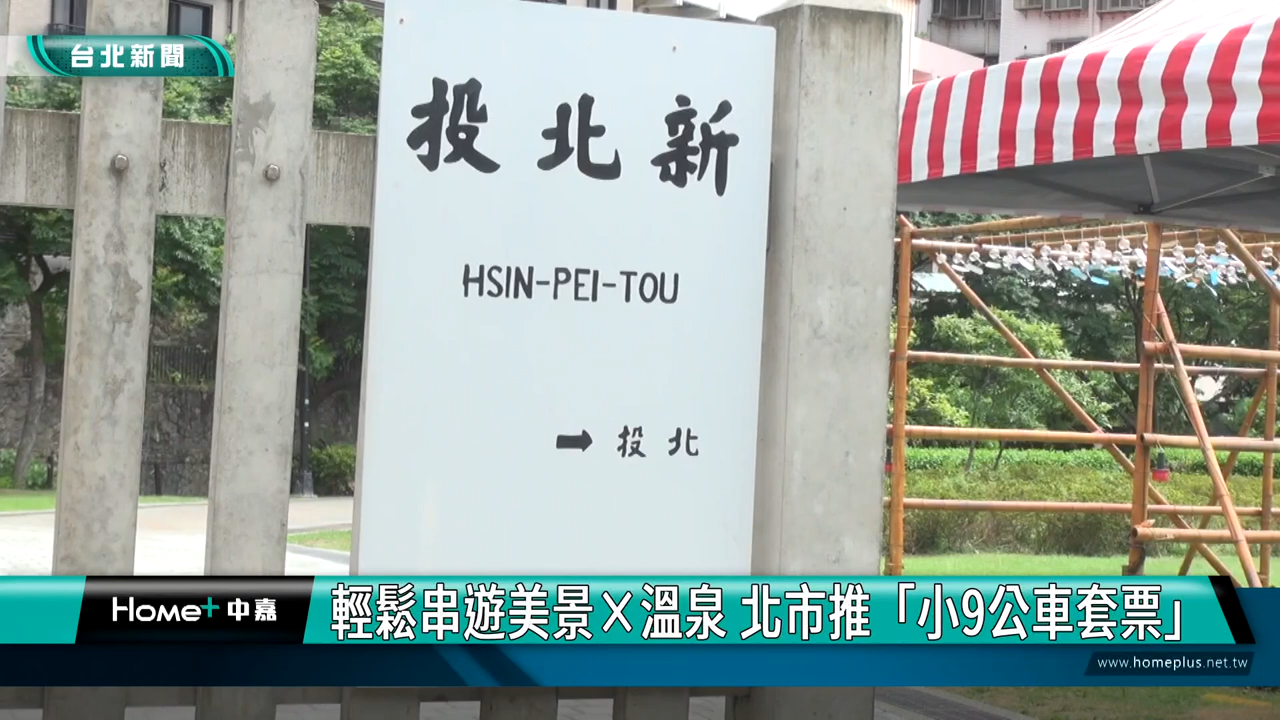 台北新聞
投北新
HSIN-PEI-TOU
➡ 投北
Home+中嘉
輕鬆串遊美景X溫泉 北市推「小9公車套票」
www.homeplus.net.tw